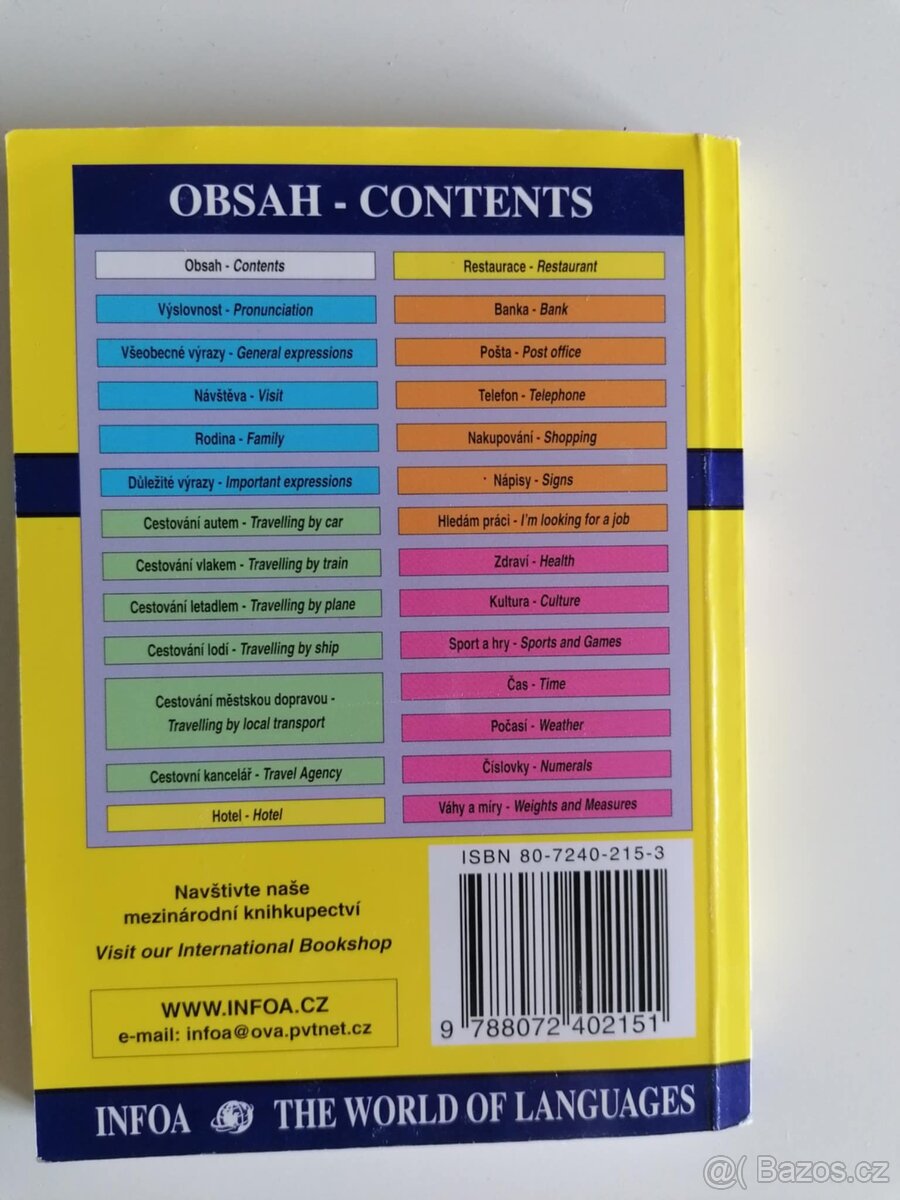 OBSAH - CONTENTS
Obsah - Contents
Výslovnost - Pronunciation
Všeobecné výrazy - General expressions
Návštěva - Visit
Rodina - Family
Důležité výrazy - Important expressions
Cestování autem - Travelling by car
Cestování vlakem - Travelling by train
Cestování letadlem - Travelling by plane
Cestování lodí - Travelling by ship
Cestování městskou dopravou -
Travelling by local transport
Cestovní kancelář - Travel Agency
Hotel - Hotel
Restaurace - Restaurant
Banka - Bank
Pošta - Post office
Telefon - Telephone
Nakupování - Shopping
Nápisy - Signs
Hledám práci - I'm looking for a job
Zdraví - Health
Kultura - Culture
Sport a hry - Sports and Games
Čas - Time
Počasí - Weather
Číslovky - Numerals
Váhy a míry - Weights and Measures
Navštivte naše
mezinárodní knihkupectví
Visit our International Bookshop
WWW.INFOA.CZ
e-mail: infoa@ova.pvtnet.cz
ISBN 80-7240-215-3
9 788072 402151
INFOA THE WORLD OF LANGUAGES
@( Bazos.cz